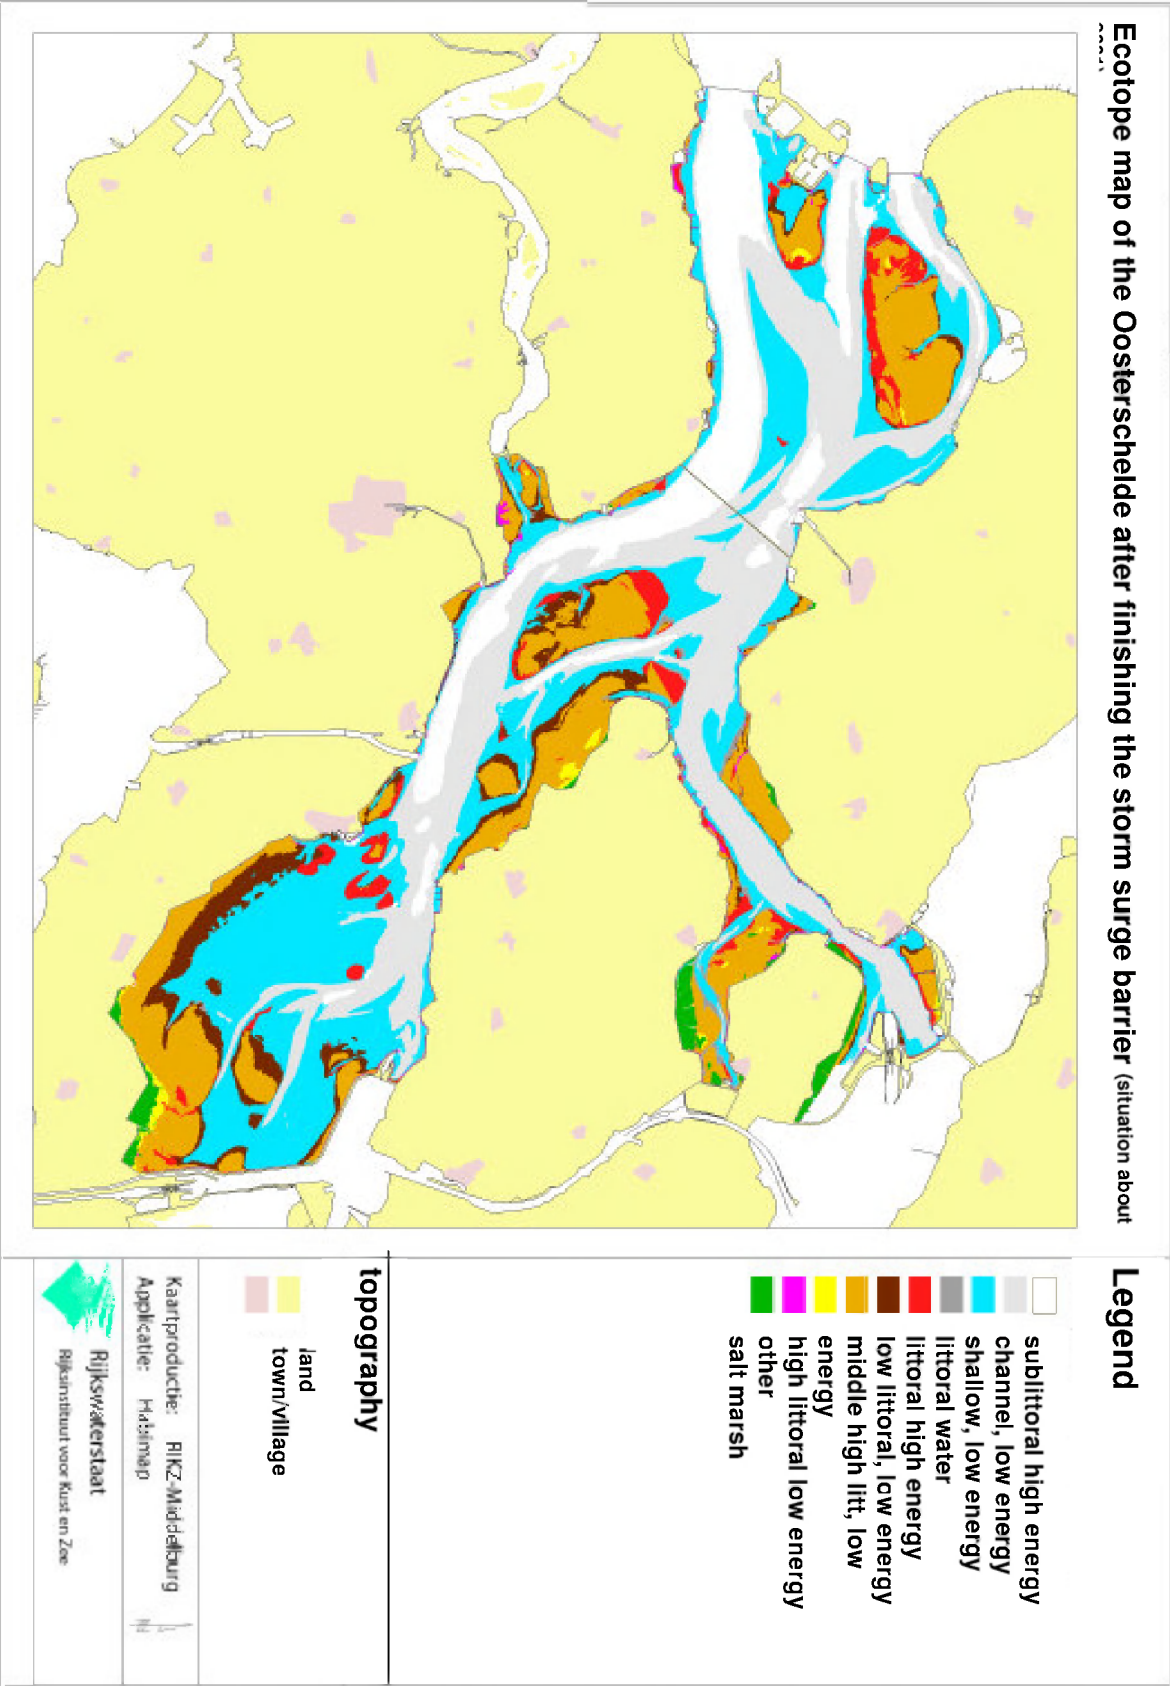 Ecotope map of the Oosterschelde after finishing the storm surge barrier (situation about
Legend
sublittoral high energy
channel, low energy
shallow, low energy
littoral water
littoral high energy
low littoral, low energy
middle high litt, low
energy
high littoral low energy
other
salt marsh
topography
land
town/village
Kaartproductie: RIKZ-Middelburg
Applicatie: Habimap
Rijkswaterstaat
Rijksinstituut voor Kust en Zee